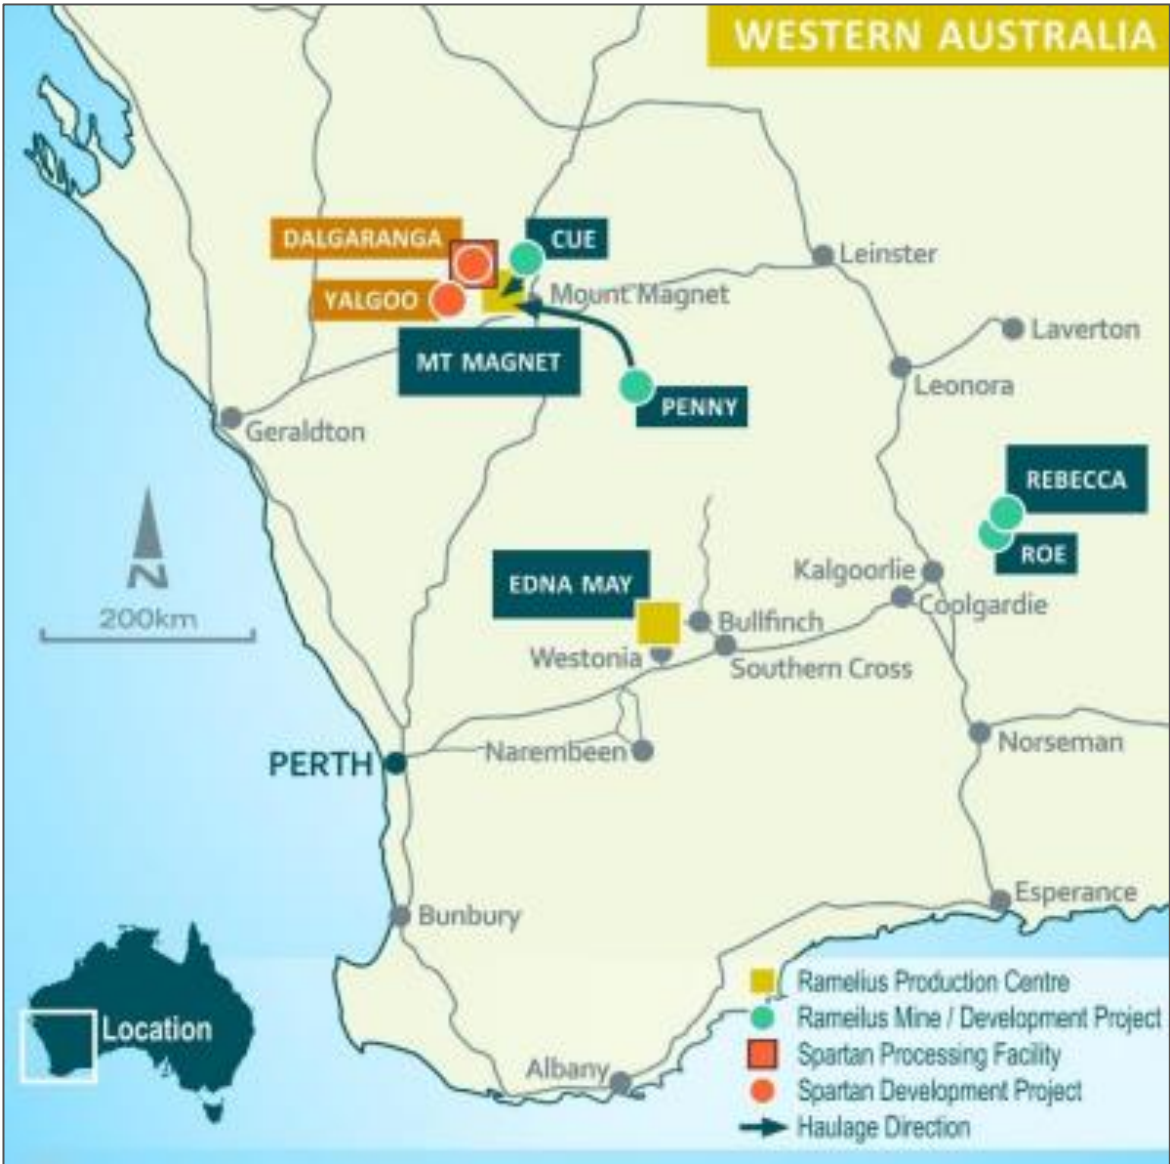 WESTERN AUSTRALIA
DALGARANGA
CUE
Leinster
YALGOO
Mount Magnet
Laverton
MT MAGNET
Leonora
PENNY
Geraldton
REBECCA
N
ROE
200km
EDNA MAY
Kalgoorlie
Coolgardie
Bullfinch
Westonia
Southern Cross
Narembeen
Norseman
PERTH
Esperance
Bunbury
Ramelius Production Centre
Rameilus Mine / Development Project
Location
Spartan Processing Facility
Albany
Spartan Development Project
Haulage Direction